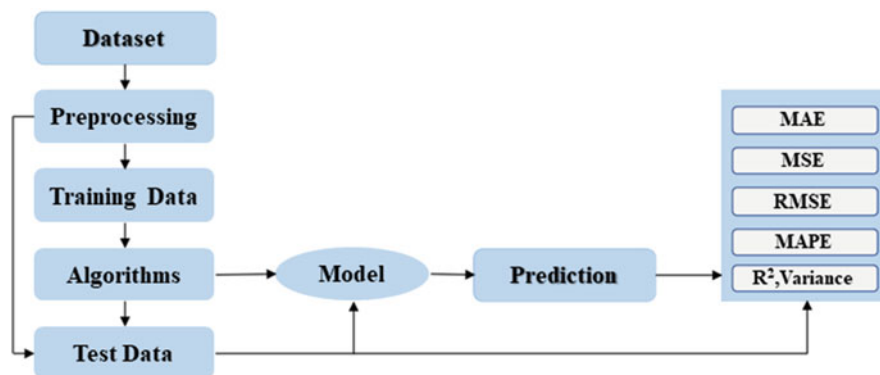 Dataset
Preprocessing
Training Data
Algorithms
Test Data
Model
Prediction
MAE
MSE
RMSE
MAPE
R²,Variance